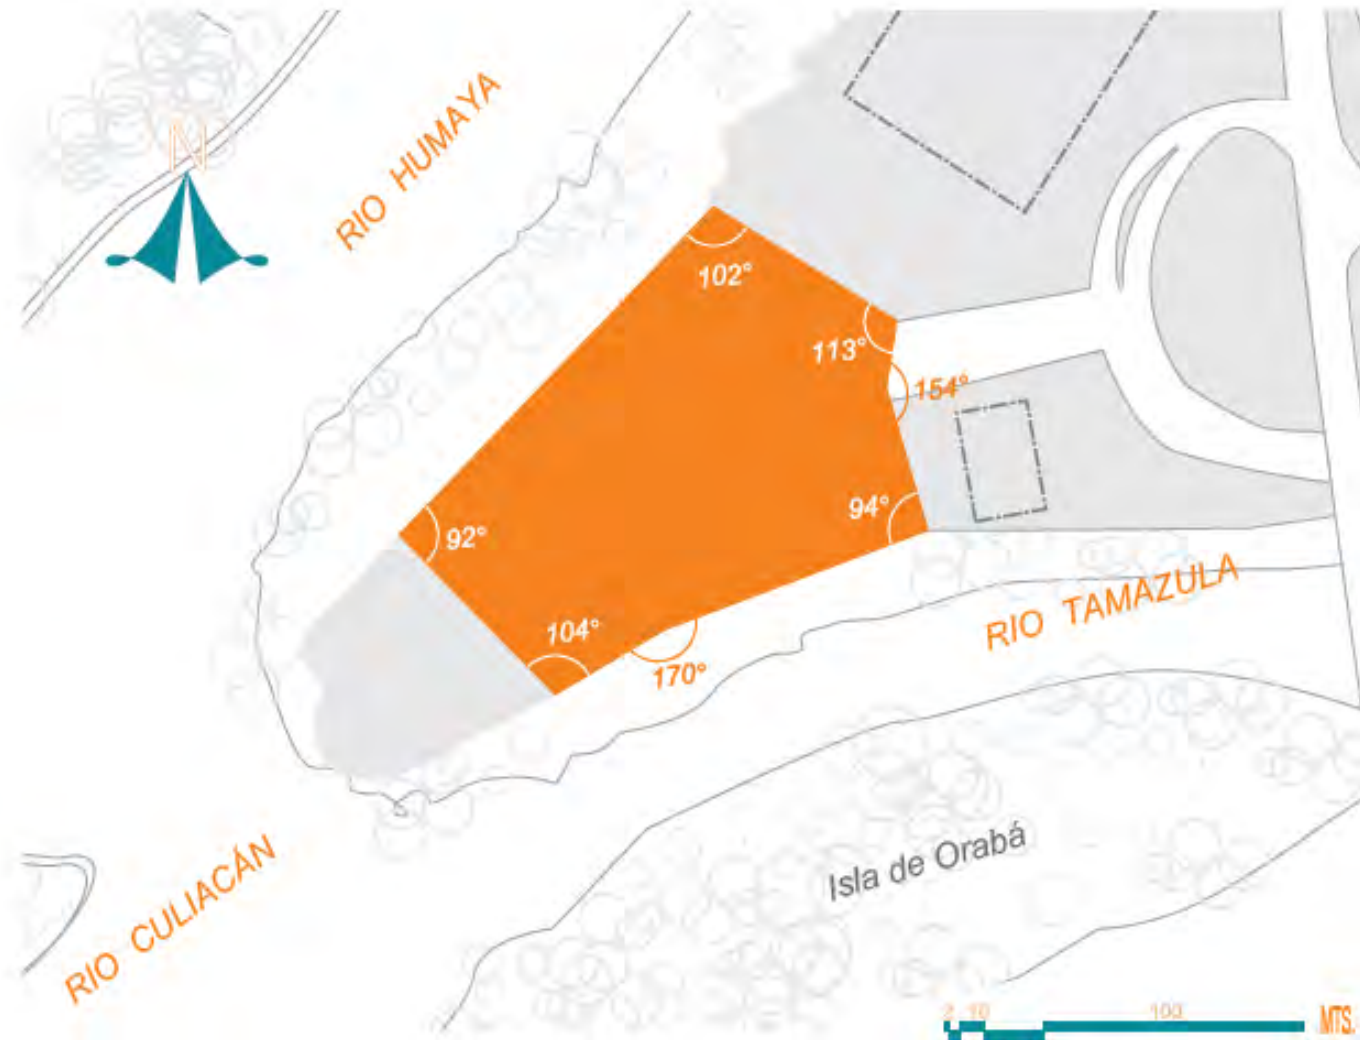 N
RIO HUMAYA
102°
113°
154°
94°
92°
104°
170°
RIO TAMAZULA
Isla de Orabá
RIO CULIACÁN
2 10 100 MTS.